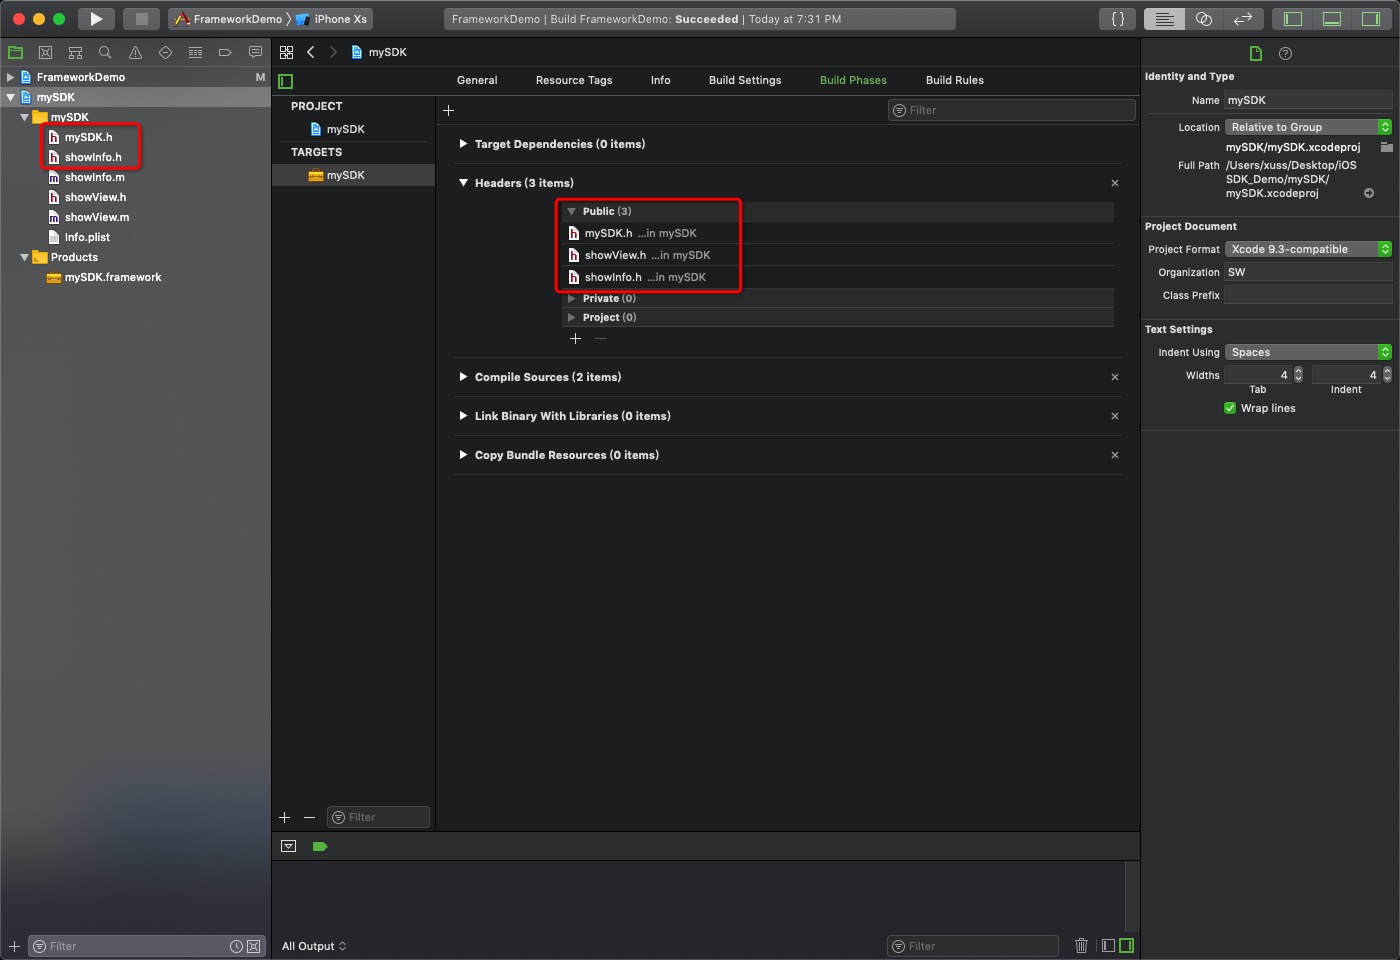 FrameworkDemo 〉 iPhone Xs
FrameworkDemo | Build FrameworkDemo: Succeeded | Today at 7:31 PM
{}
FrameworkDemo M
mySDK
mySDK
mySDK.h
showInfo.h
showInfo.m
showView.h
showView.m
Info.plist
Products
mySDK.framework
Filter
mySDK
General
Resource Tags
Info
Build Settings
Build Phases
Build Rules
PROJECT
mySDK
TARGETS
mySDK
Filter
Filter
Target Dependencies (0 items)
Headers (3 items)
Public (3)
mySDK.h ...in mySDK
showView.h ...in mySDK
showInfo.h ...in mySDK
Private (0)
Project (0)
Compile Sources (2 items)
Link Binary With Libraries (0 items)
Copy Bundle Resources (0 items)
All Output
Filter
Identity and Type
Name mySDK
Location Relative to Group
mySDK/mySDK.xcodeproj
Full Path /Users/xuss/Desktop/iOS
SDK_Demo/mySDK/
mySDK.xcodeproj
Project Document
Project Format Xcode 9.3-compatible
Organization SW
Class Prefix
Text Settings
Indent Using Spaces
Widths 4 4
Tab Indent
Wrap lines